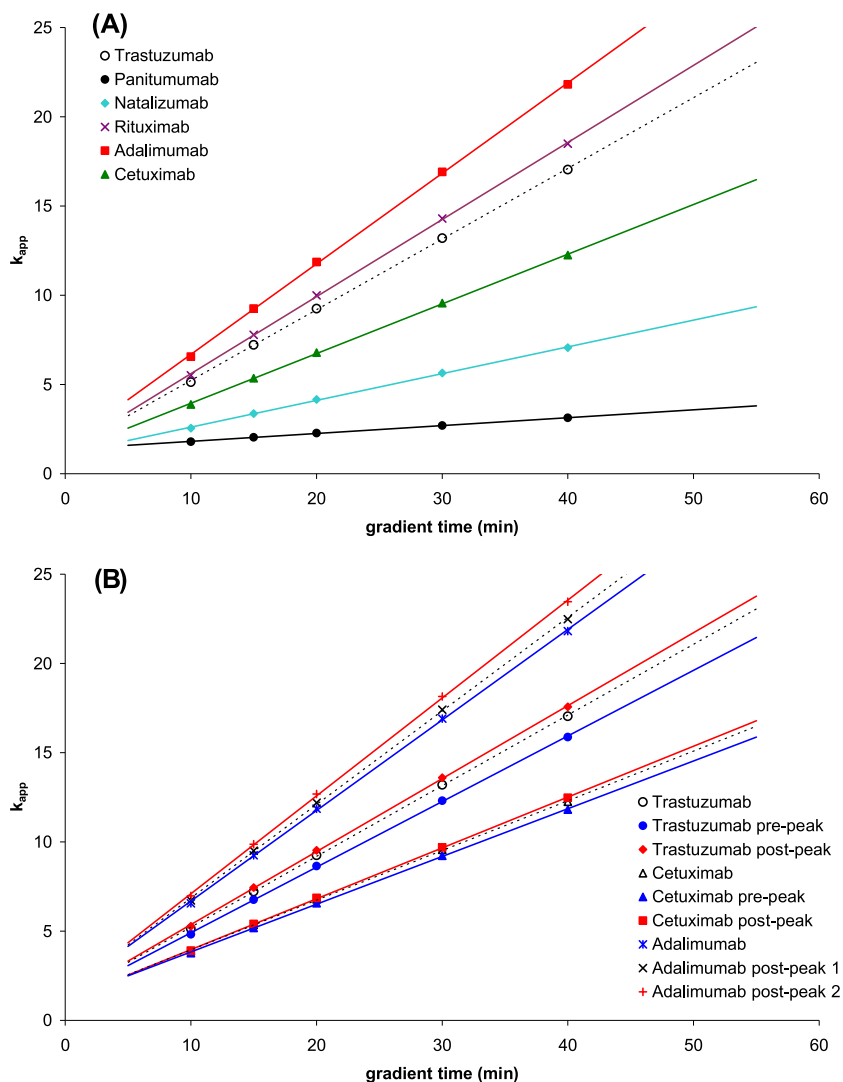 (A)
25
20
15
10
5
0
k_app
Trastuzumab
Panitumumab
Natalizumab
Rituximab
Adalimumab
Cetuximab
0 10 20 30 40 50 60
gradient time (min)
(B)
25
20
15
10
5
0
k_app
Trastuzumab
Trastuzumab pre-peak
Trastuzumab post-peak
Cetuximab
Cetuximab pre-peak
Cetuximab post-peak
Adalimumab
Adalimumab post-peak 1
Adalimumab post-peak 2
0 10 20 30 40 50 60
gradient time (min)